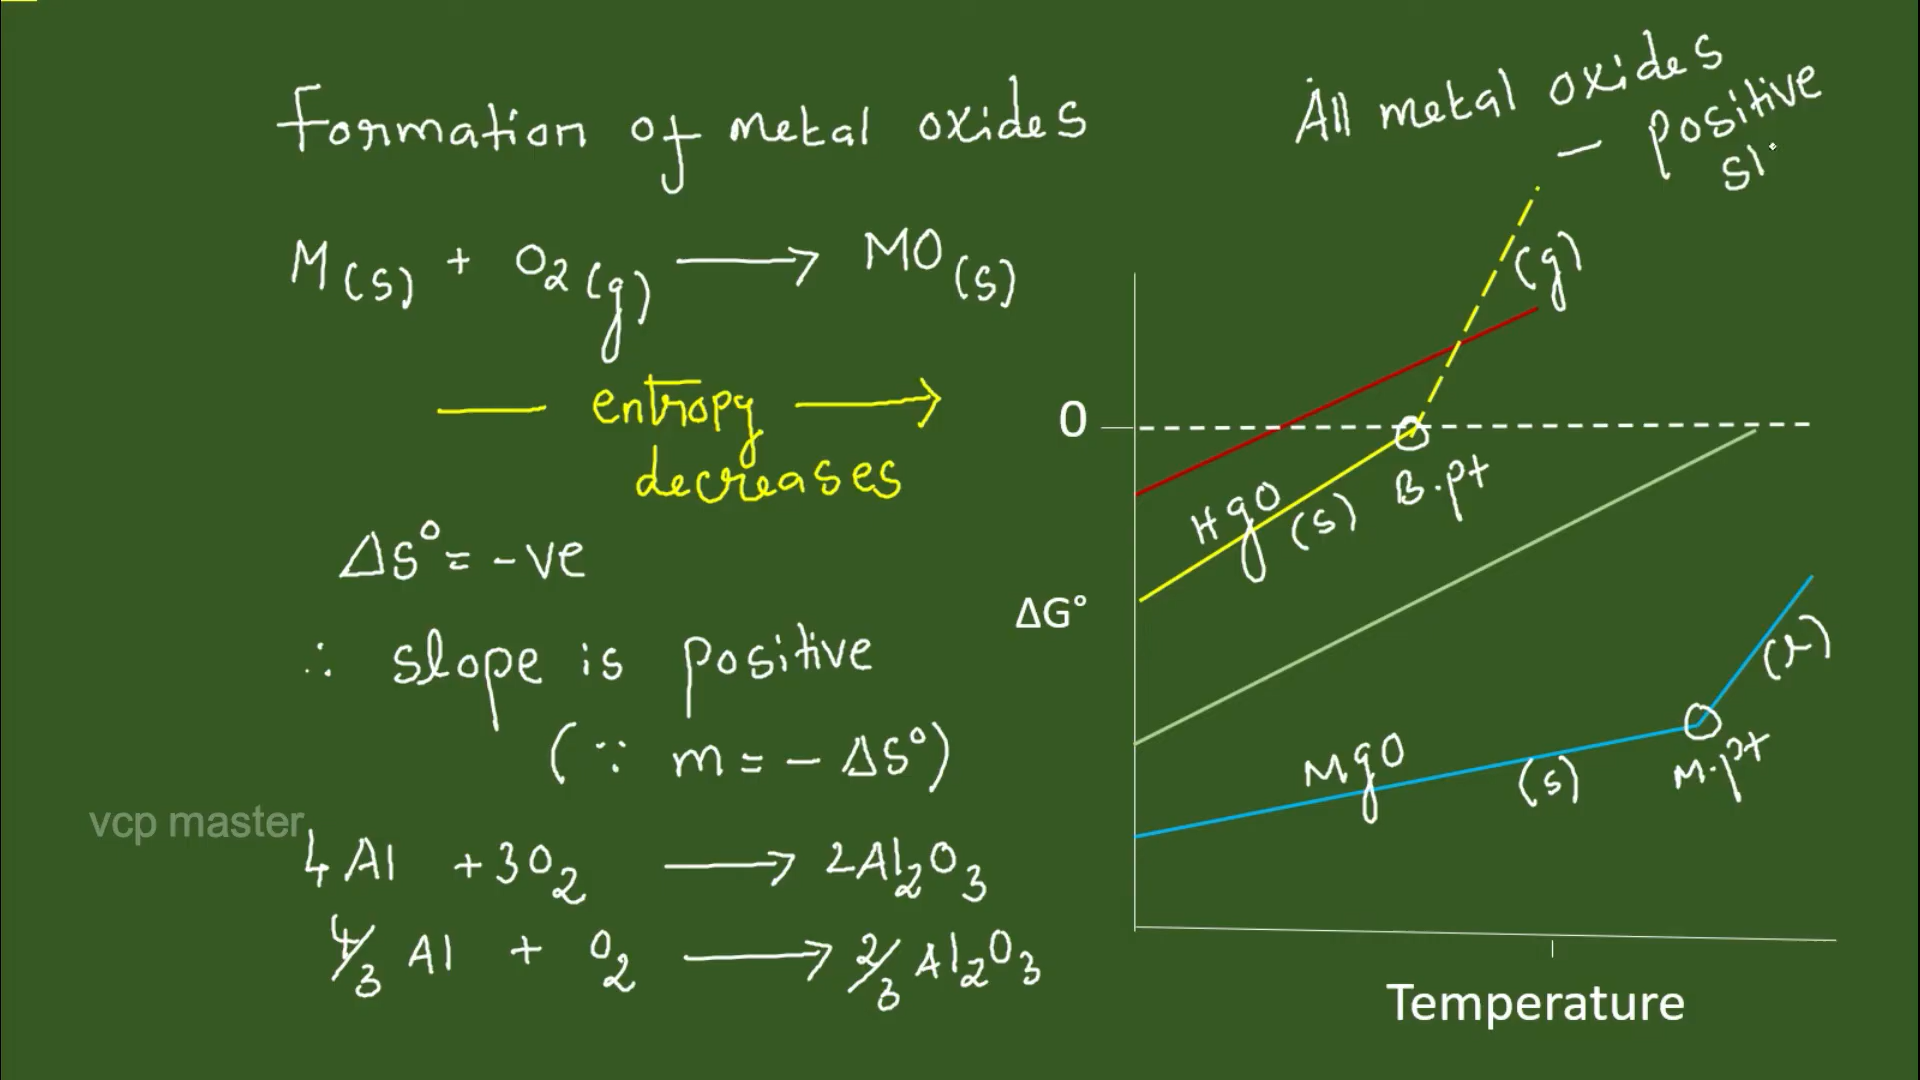 Formation of metal oxides
M(s) + O2(g) ⟶ MO(s)
— entropy ⟶
decreases
ΔS° = -ve
∴ slope is positive
(∵ m = - ΔS°)
vcp master
4Al + 3O2 ⟶ 2Al2O3
4/3 Al + O2 ⟶ 2/3 Al2O3
All metal oxides
— positive
sl
(g)
0
HgO
(s)
B.pt
ΔG°
MgO
(s)
M.pt
(l)
Temperature